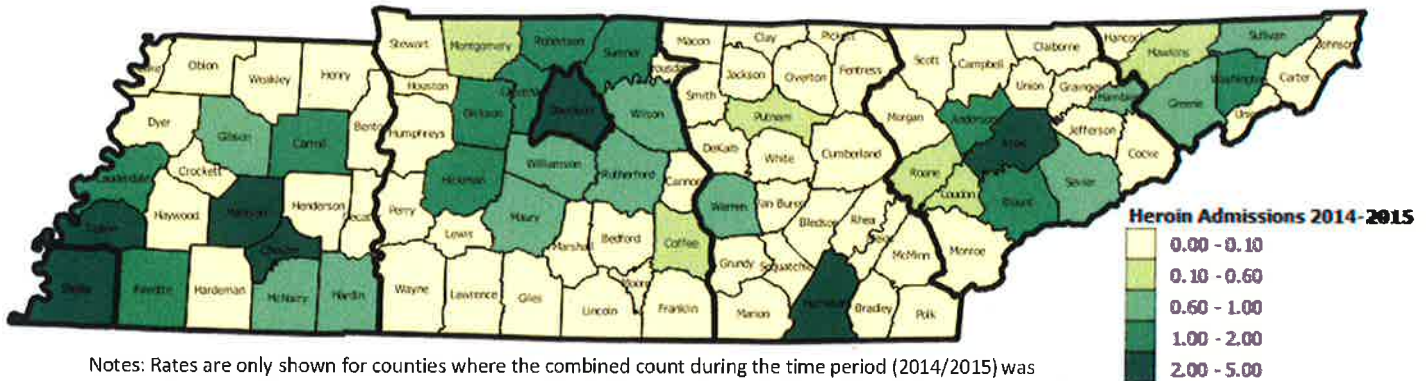 Stewart Montgomery Robertson Sumner Macon Clay Pickett Claiborne Hancock Hawkins Sullivan Johnson
Obion Weakley Henry Houston Jackson Overton Fentress Scott Campbell Union Grainger Washington Carter
Dyer Gibson Carroll Humphreys Dickson Wilson Smith Putnam Morgan Anderson Hamblen Greene
Crockett Williamson Rutherford DeKalb White Cumberland Jefferson Cocke
Lauderdale Haywood Madison Henderson Perry Hickman Maury Cannon Warren Roane Loudon Blount Sevier
Tipton Chester Lewis Marshall Bedford Coffee Bledsoe Rhea McMinn Monroe
Shelby Fayette Hardeman McNairy Hardin Wayne Lawrence Giles Lincoln Franklin Grundy Marion Hamilton Bradley Polk
Heroin Admissions 2014-2015
0.00 - 0.10
0.10 - 0.60
0.60 - 1.00
1.00 - 2.00
2.00 - 5.00
Notes: Rates are only shown for counties where the combined count during the time period (2014/2015) was